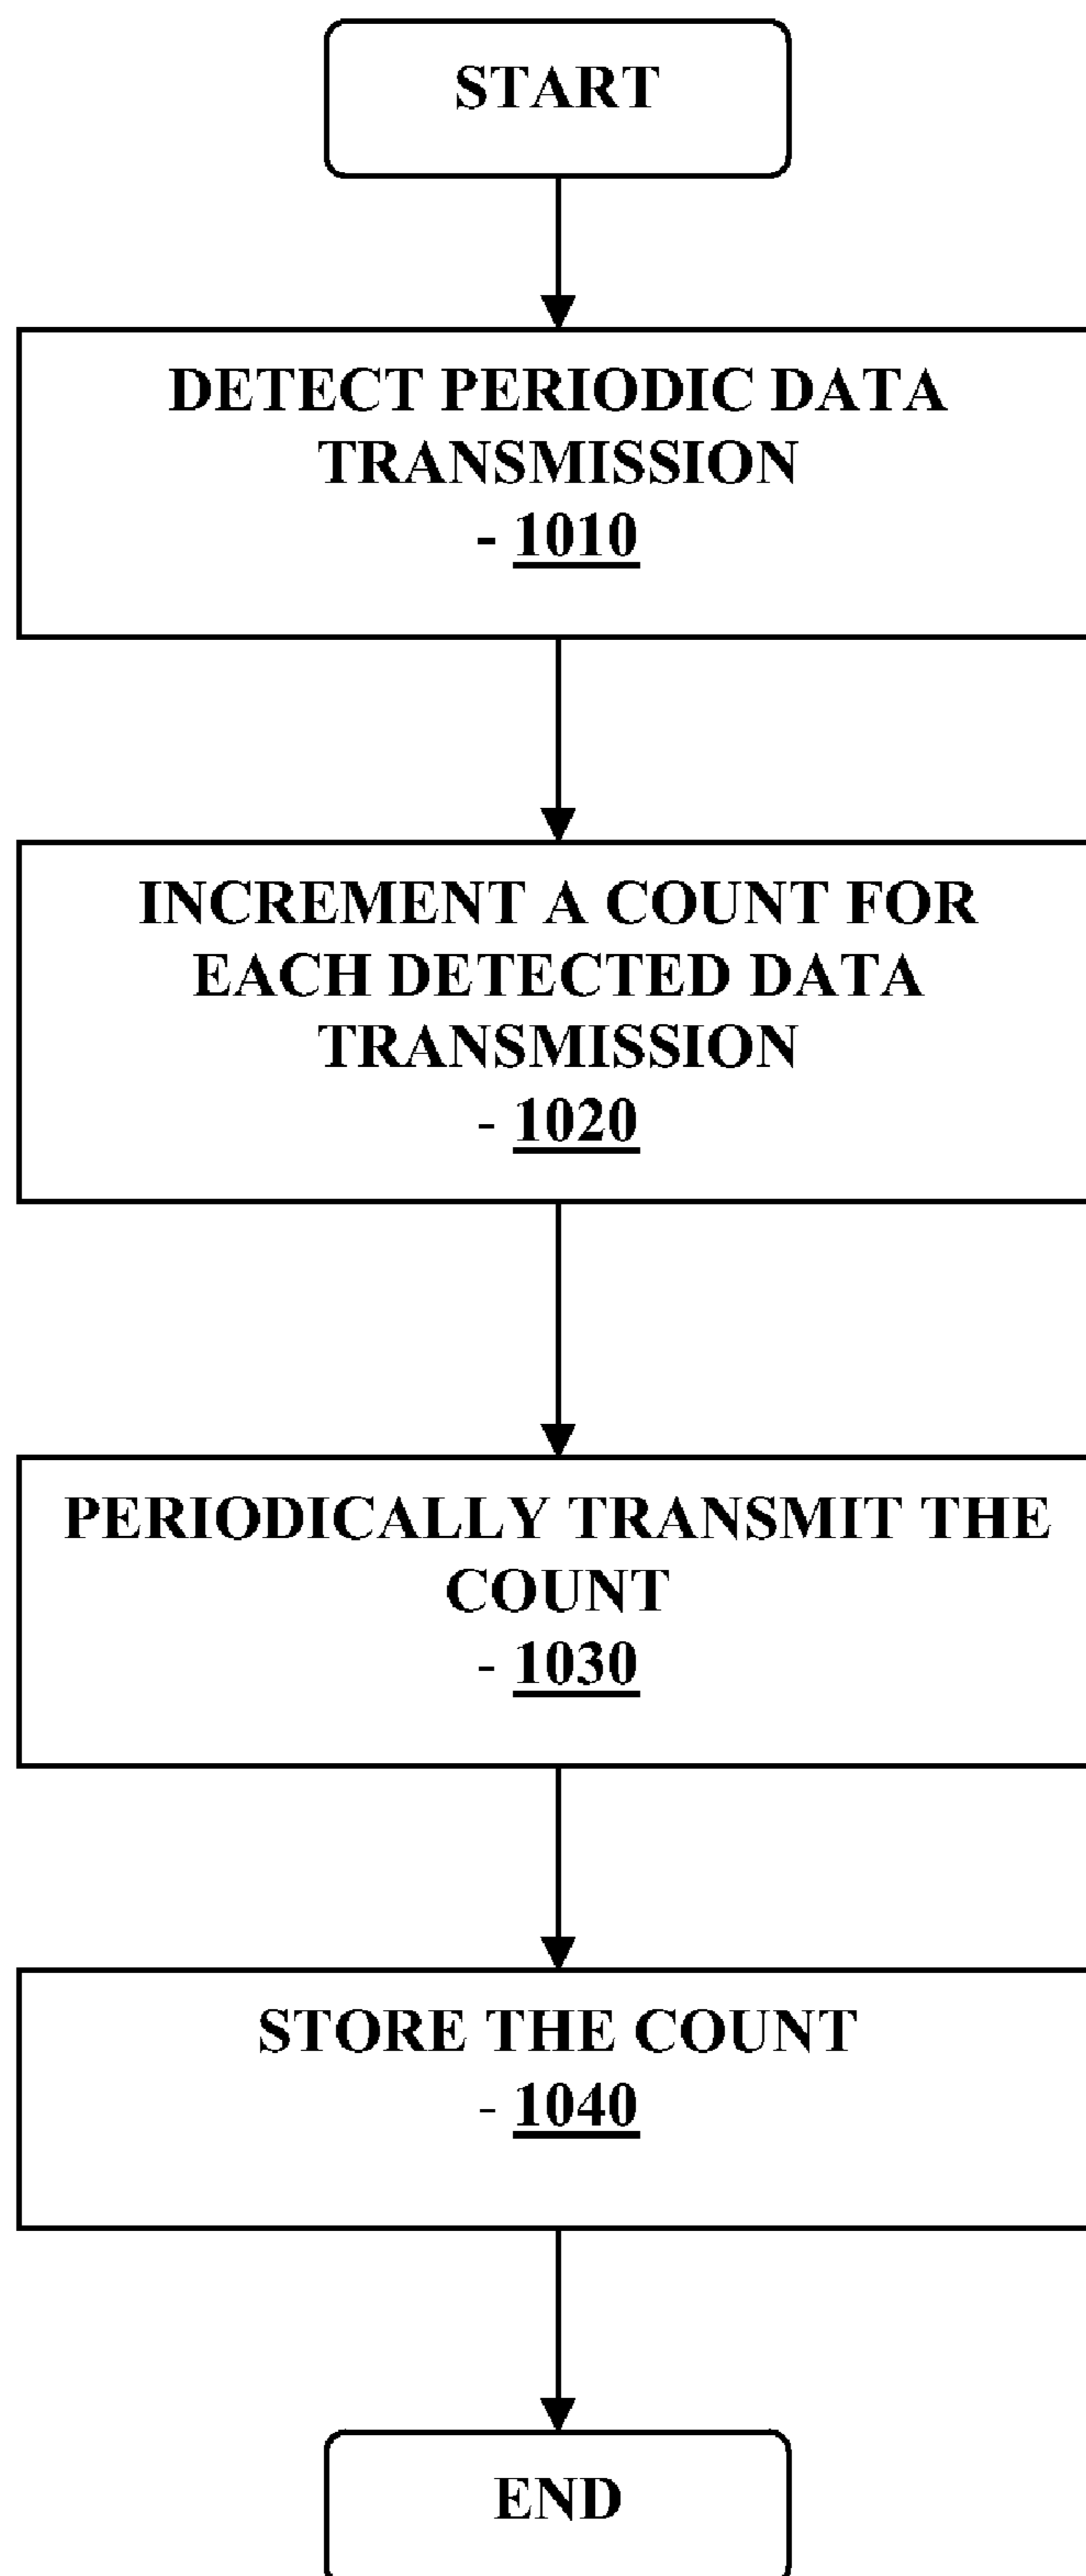 START
DETECT PERIODIC DATA
TRANSMISSION
- 1010
INCREMENT A COUNT FOR
EACH DETECTED DATA
TRANSMISSION
- 1020
PERIODICALLY TRANSMIT THE
COUNT
- 1030
STORE THE COUNT
- 1040
END